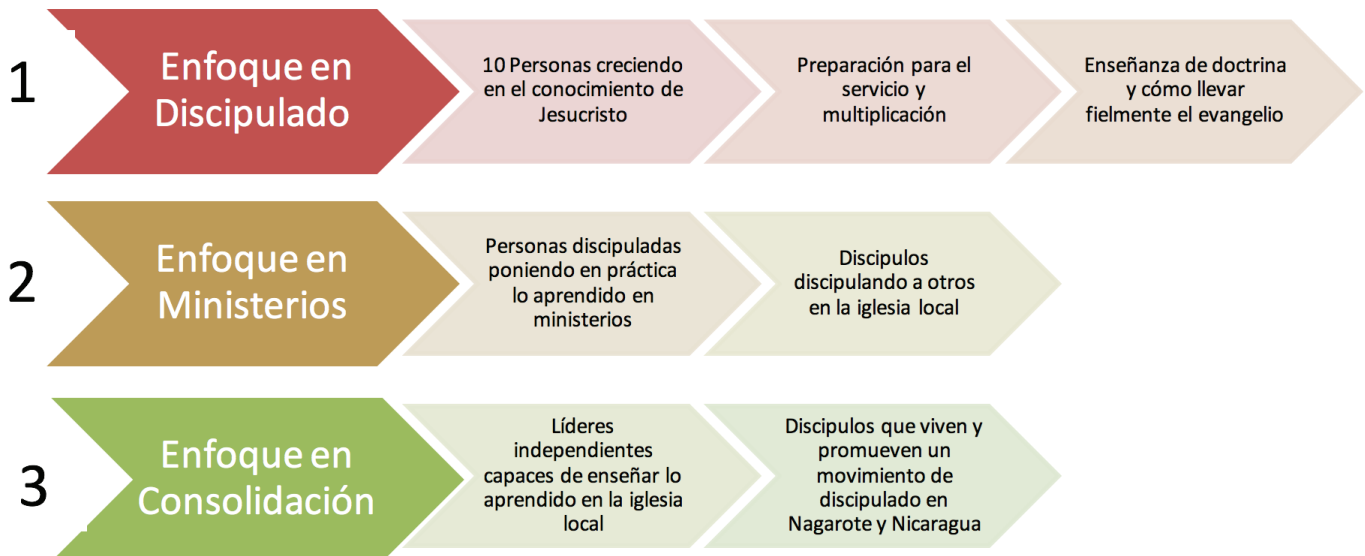 1
Enfoque en
Discipulado
10 Personas creciendo
en el conocimiento de
Jesucristo
Preparación para el
servicio y
multiplicación
Enseñanza de doctrina
y cómo llevar
fielmente el evangelio
2
Enfoque en
Ministerios
Personas discipuladas
poniendo en práctica
lo aprendido en
ministerios
Discipulos
discipulando a otros
en la iglesia local
3
Enfoque en
Consolidación
Líderes
independientes
capaces de enseñar lo
aprendido en la iglesia
local
Discipulos que viven y
promueven un
movimiento de
discipulado en
Nagarote y Nicaragua